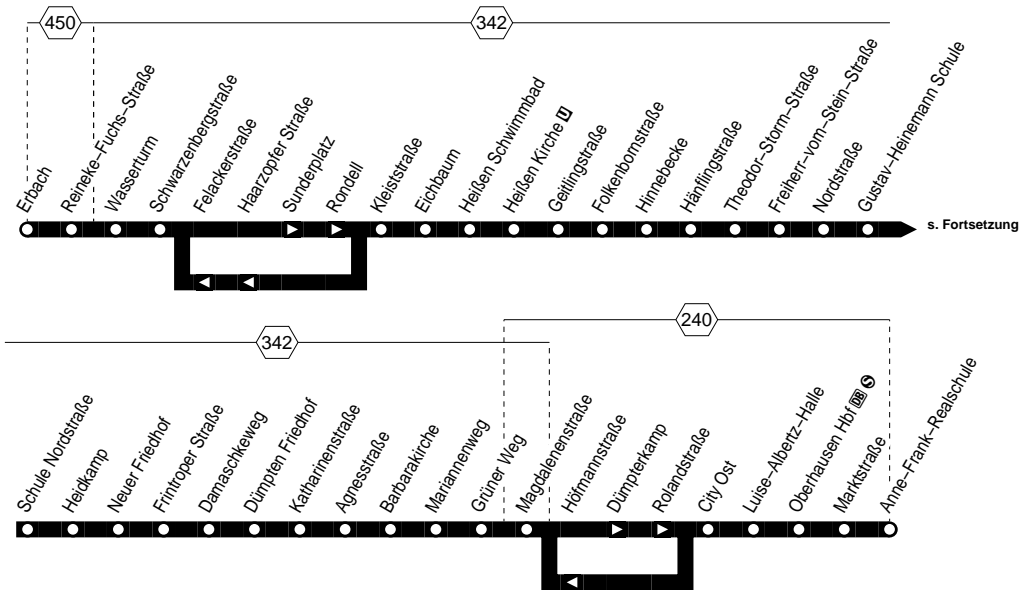 450
342
Erbach
Reineke–Fuchs–Straße
Wasserturm
Schwarzenbergstraße
Felackerstraße
Haarzopfer Straße
Sunderplatz
Rondell
Kleiststraße
Eichbaum
Heißen Schwimmbad
Heißen Kirche U
Geitlingstraße
Folkenbornstraße
Hinnebecke
Hänflingstraße
Theodor–Storm–Straße
Freiherr–vom–Stein–Straße
Nordstraße
Gustav–Heinemann Schule
s. Fortsetzung
342
240
Schule Nordstraße
Heidkamp
Neuer Friedhof
Frintroper Straße
Damaschkeweg
Dümpten Friedhof
Katharinenstraße
Agnesstraße
Barbarakirche
Mariannenweg
Grüner Weg
Magdalenenstraße
Höfmannstraße
Dümpterkamp
Rolandstraße
City Ost
Luise–Albertz–Halle
Oberhausen Hbf DB S
Marktstraße
Anne–Frank–Realschule